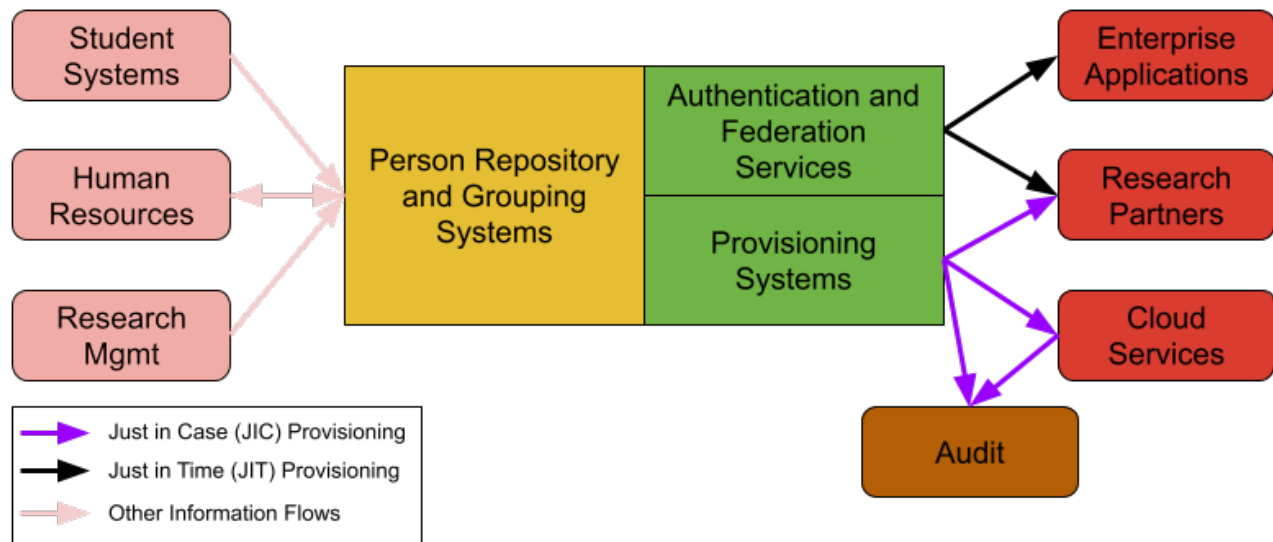 Student
Systems
Human
Resources
Research
Mgmt
Person Repository
and Grouping
Systems
Authentication and
Federation
Services
Provisioning
Systems
Enterprise
Applications
Research
Partners
Cloud
Services
Audit
Just in Case (JIC) Provisioning
Just in Time (JIT) Provisioning
Other Information Flows